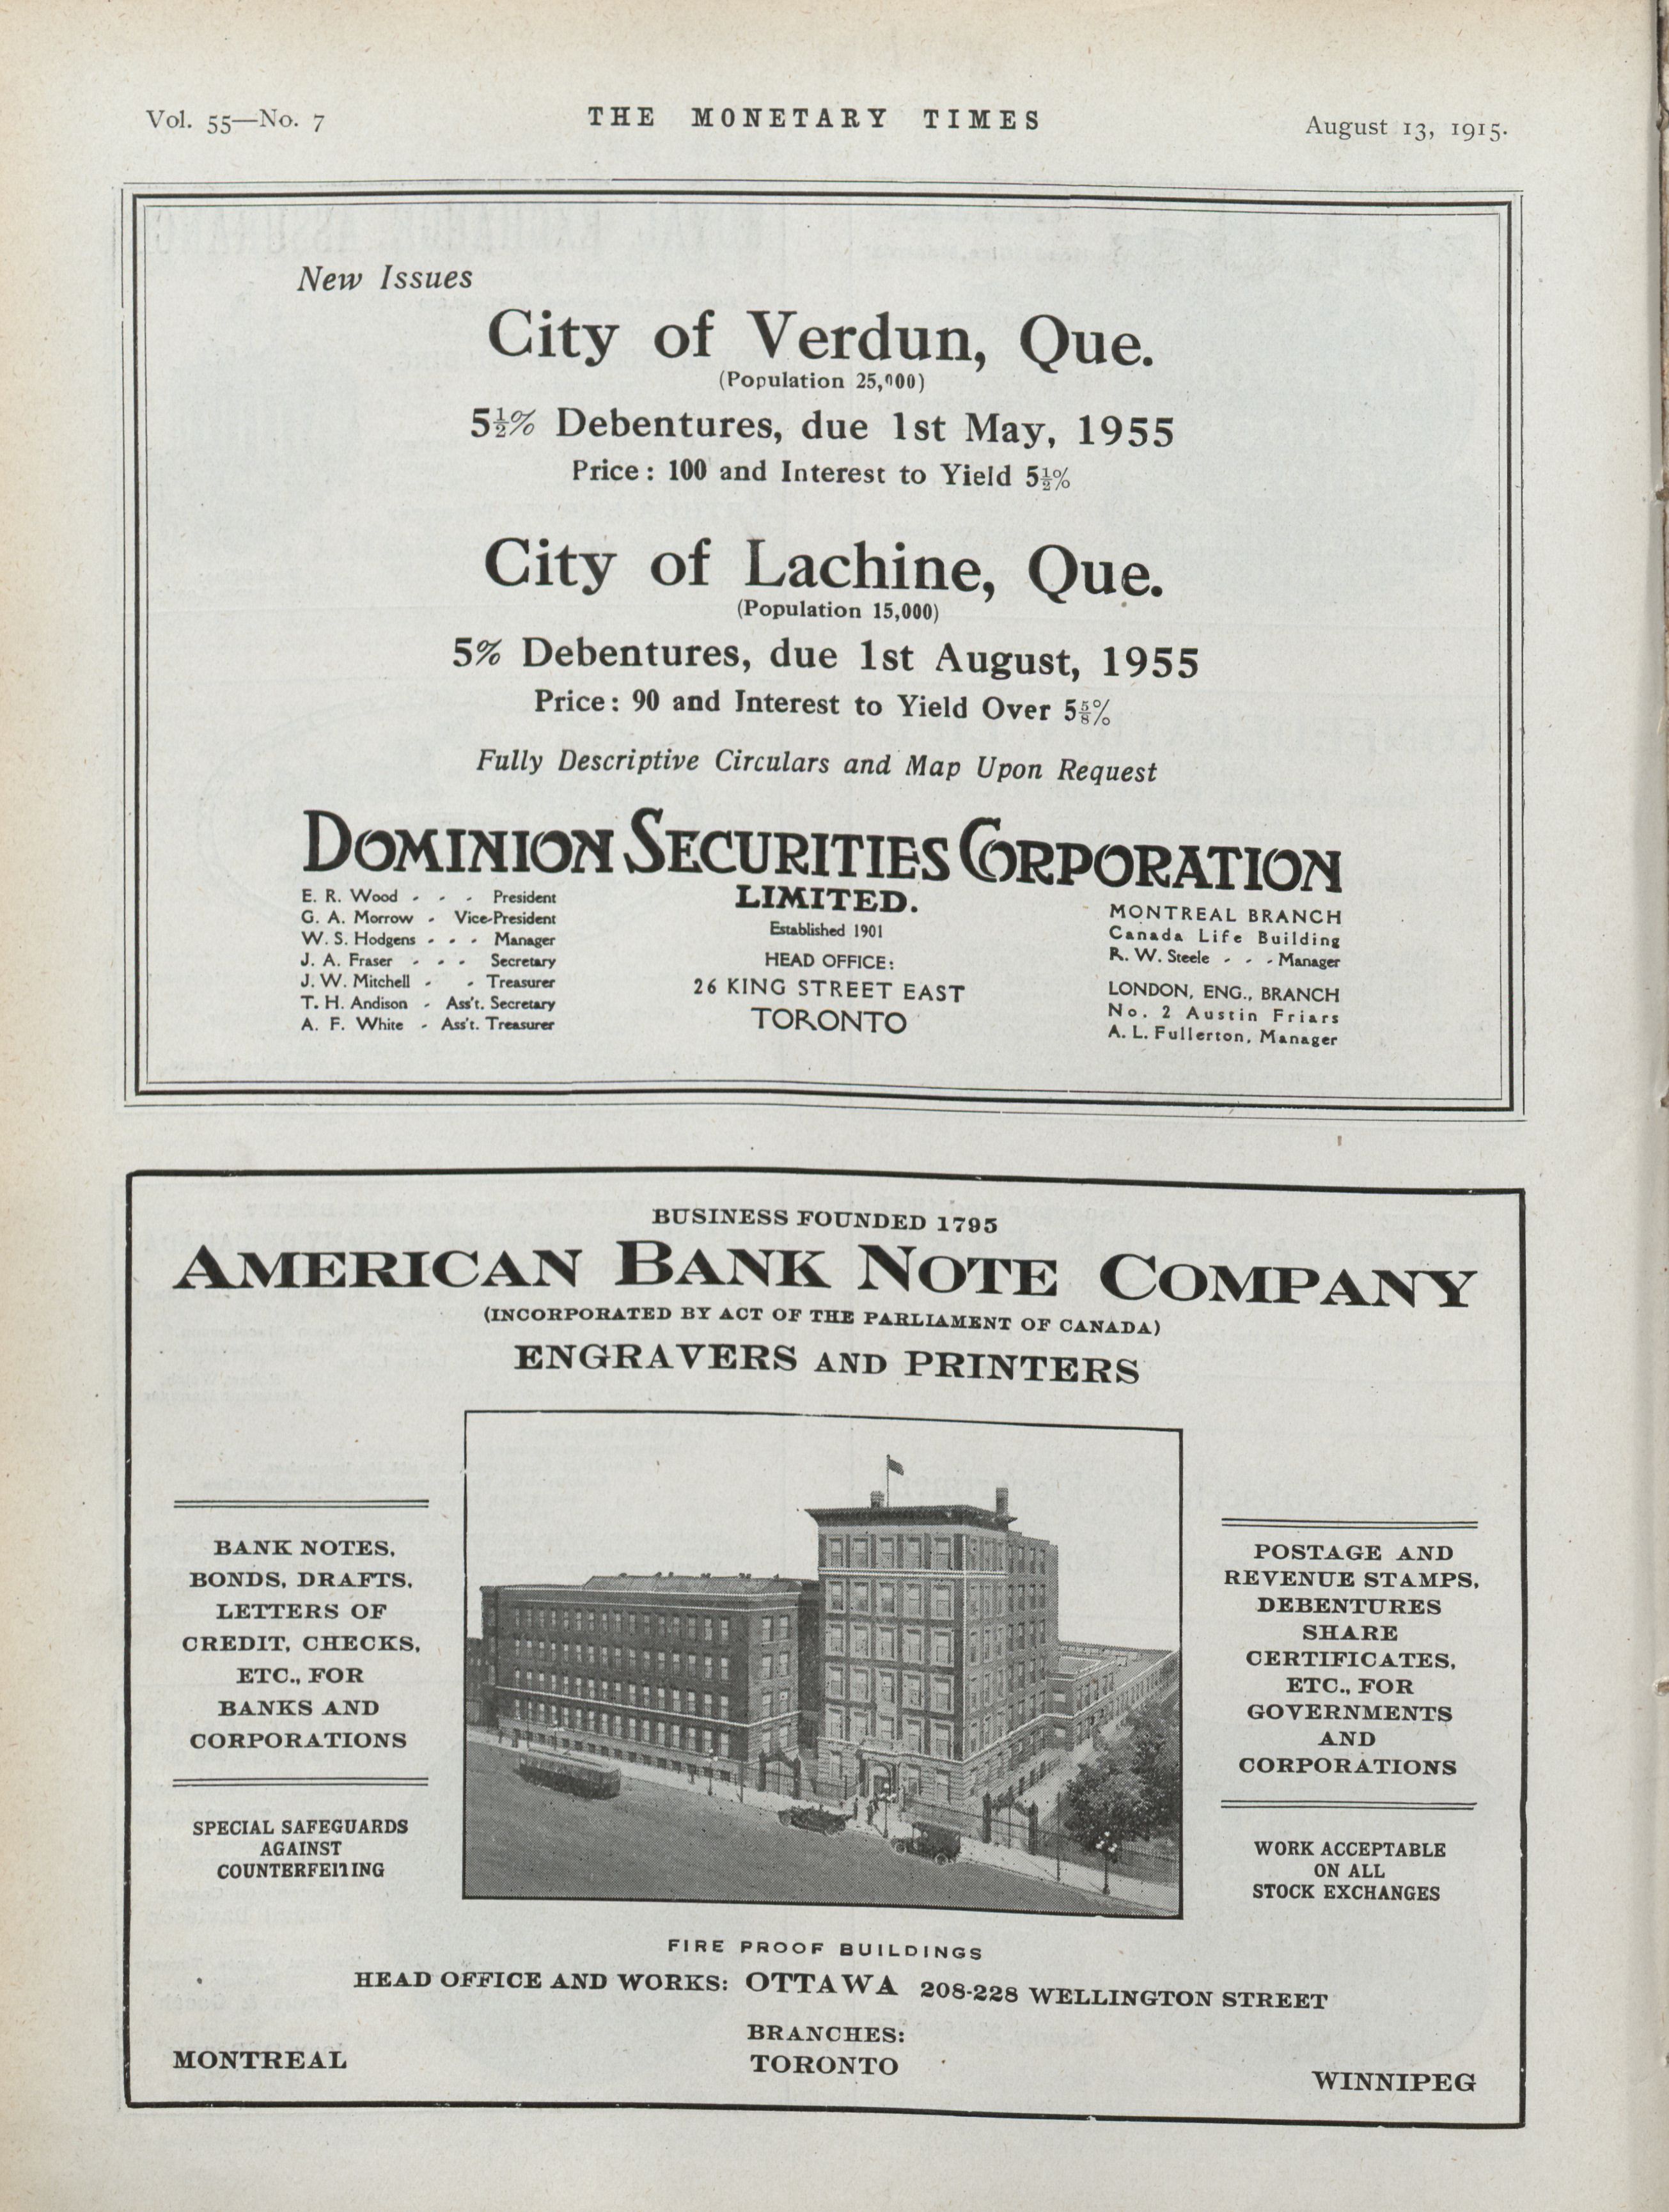 Vol. 55—No. 7
THE MONETARY TIMES
August 13, 1915.
New Issues
City of Verdun, Que.
(Population 25,000)
5½% Debentures, due 1st May, 1955
Price: 100 and Interest to Yield 5½%
City of Lachine, Que.
(Population 15,000)
5% Debentures, due 1st August, 1955
Price: 90 and Interest to Yield Over 5⅝%
Fully Descriptive Circulars and Map Upon Request
DOMINION SECURITIES CORPORATION
LIMITED.
E. R. Wood - - - President
G. A. Morrow - Vice-President
W. S. Hodgens - - - Manager
J. A. Fraser - - - Secretary
J. W. Mitchell - - Treasurer
T. H. Andison - Ass't. Secretary
A. F. White - Ass't. Treasurer
Established 1901
HEAD OFFICE:
26 KING STREET EAST
TORONTO
MONTREAL BRANCH
Canada Life Building
R. W. Steele - - - Manager
LONDON, ENG., BRANCH
No. 2 Austin Friars
A. L. Fullerton, Manager
BUSINESS FOUNDED 1795
AMERICAN BANK NOTE COMPANY
(INCORPORATED BY ACT OF THE PARLIAMENT OF CANADA)
ENGRAVERS AND PRINTERS
BANK NOTES,
BONDS, DRAFTS,
LETTERS OF
CREDIT, CHECKS,
ETC., FOR
BANKS AND
CORPORATIONS
SPECIAL SAFEGUARDS
AGAINST
COUNTERFEITING
POSTAGE AND
REVENUE STAMPS,
DEBENTURES
SHARE
CERTIFICATES,
ETC., FOR
GOVERNMENTS
AND
CORPORATIONS
WORK ACCEPTABLE
ON ALL
STOCK EXCHANGES
FIRE PROOF BUILDINGS
HEAD OFFICE AND WORKS: OTTAWA 208-228 WELLINGTON STREET
BRANCHES:
MONTREAL
TORONTO
WINNIPEG